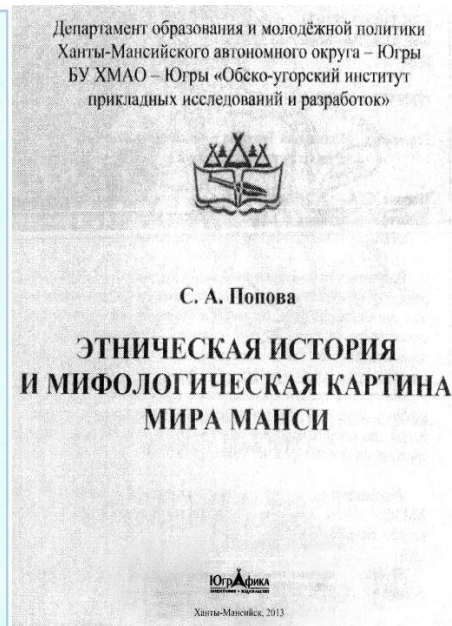 Департамент образования и молодёжной политики
Ханты-Мансийского автономного округа – Югры
БУ ХМАО – Югры «Обско-угорский институт
прикладных исследований и разработок»
С. А. Попова
ЭТНИЧЕСКАЯ ИСТОРИЯ
И МИФОЛОГИЧЕСКАЯ КАРТИНА
МИРА МАНСИ
ЮгрАфика
Ханты-Мансийск, 2013